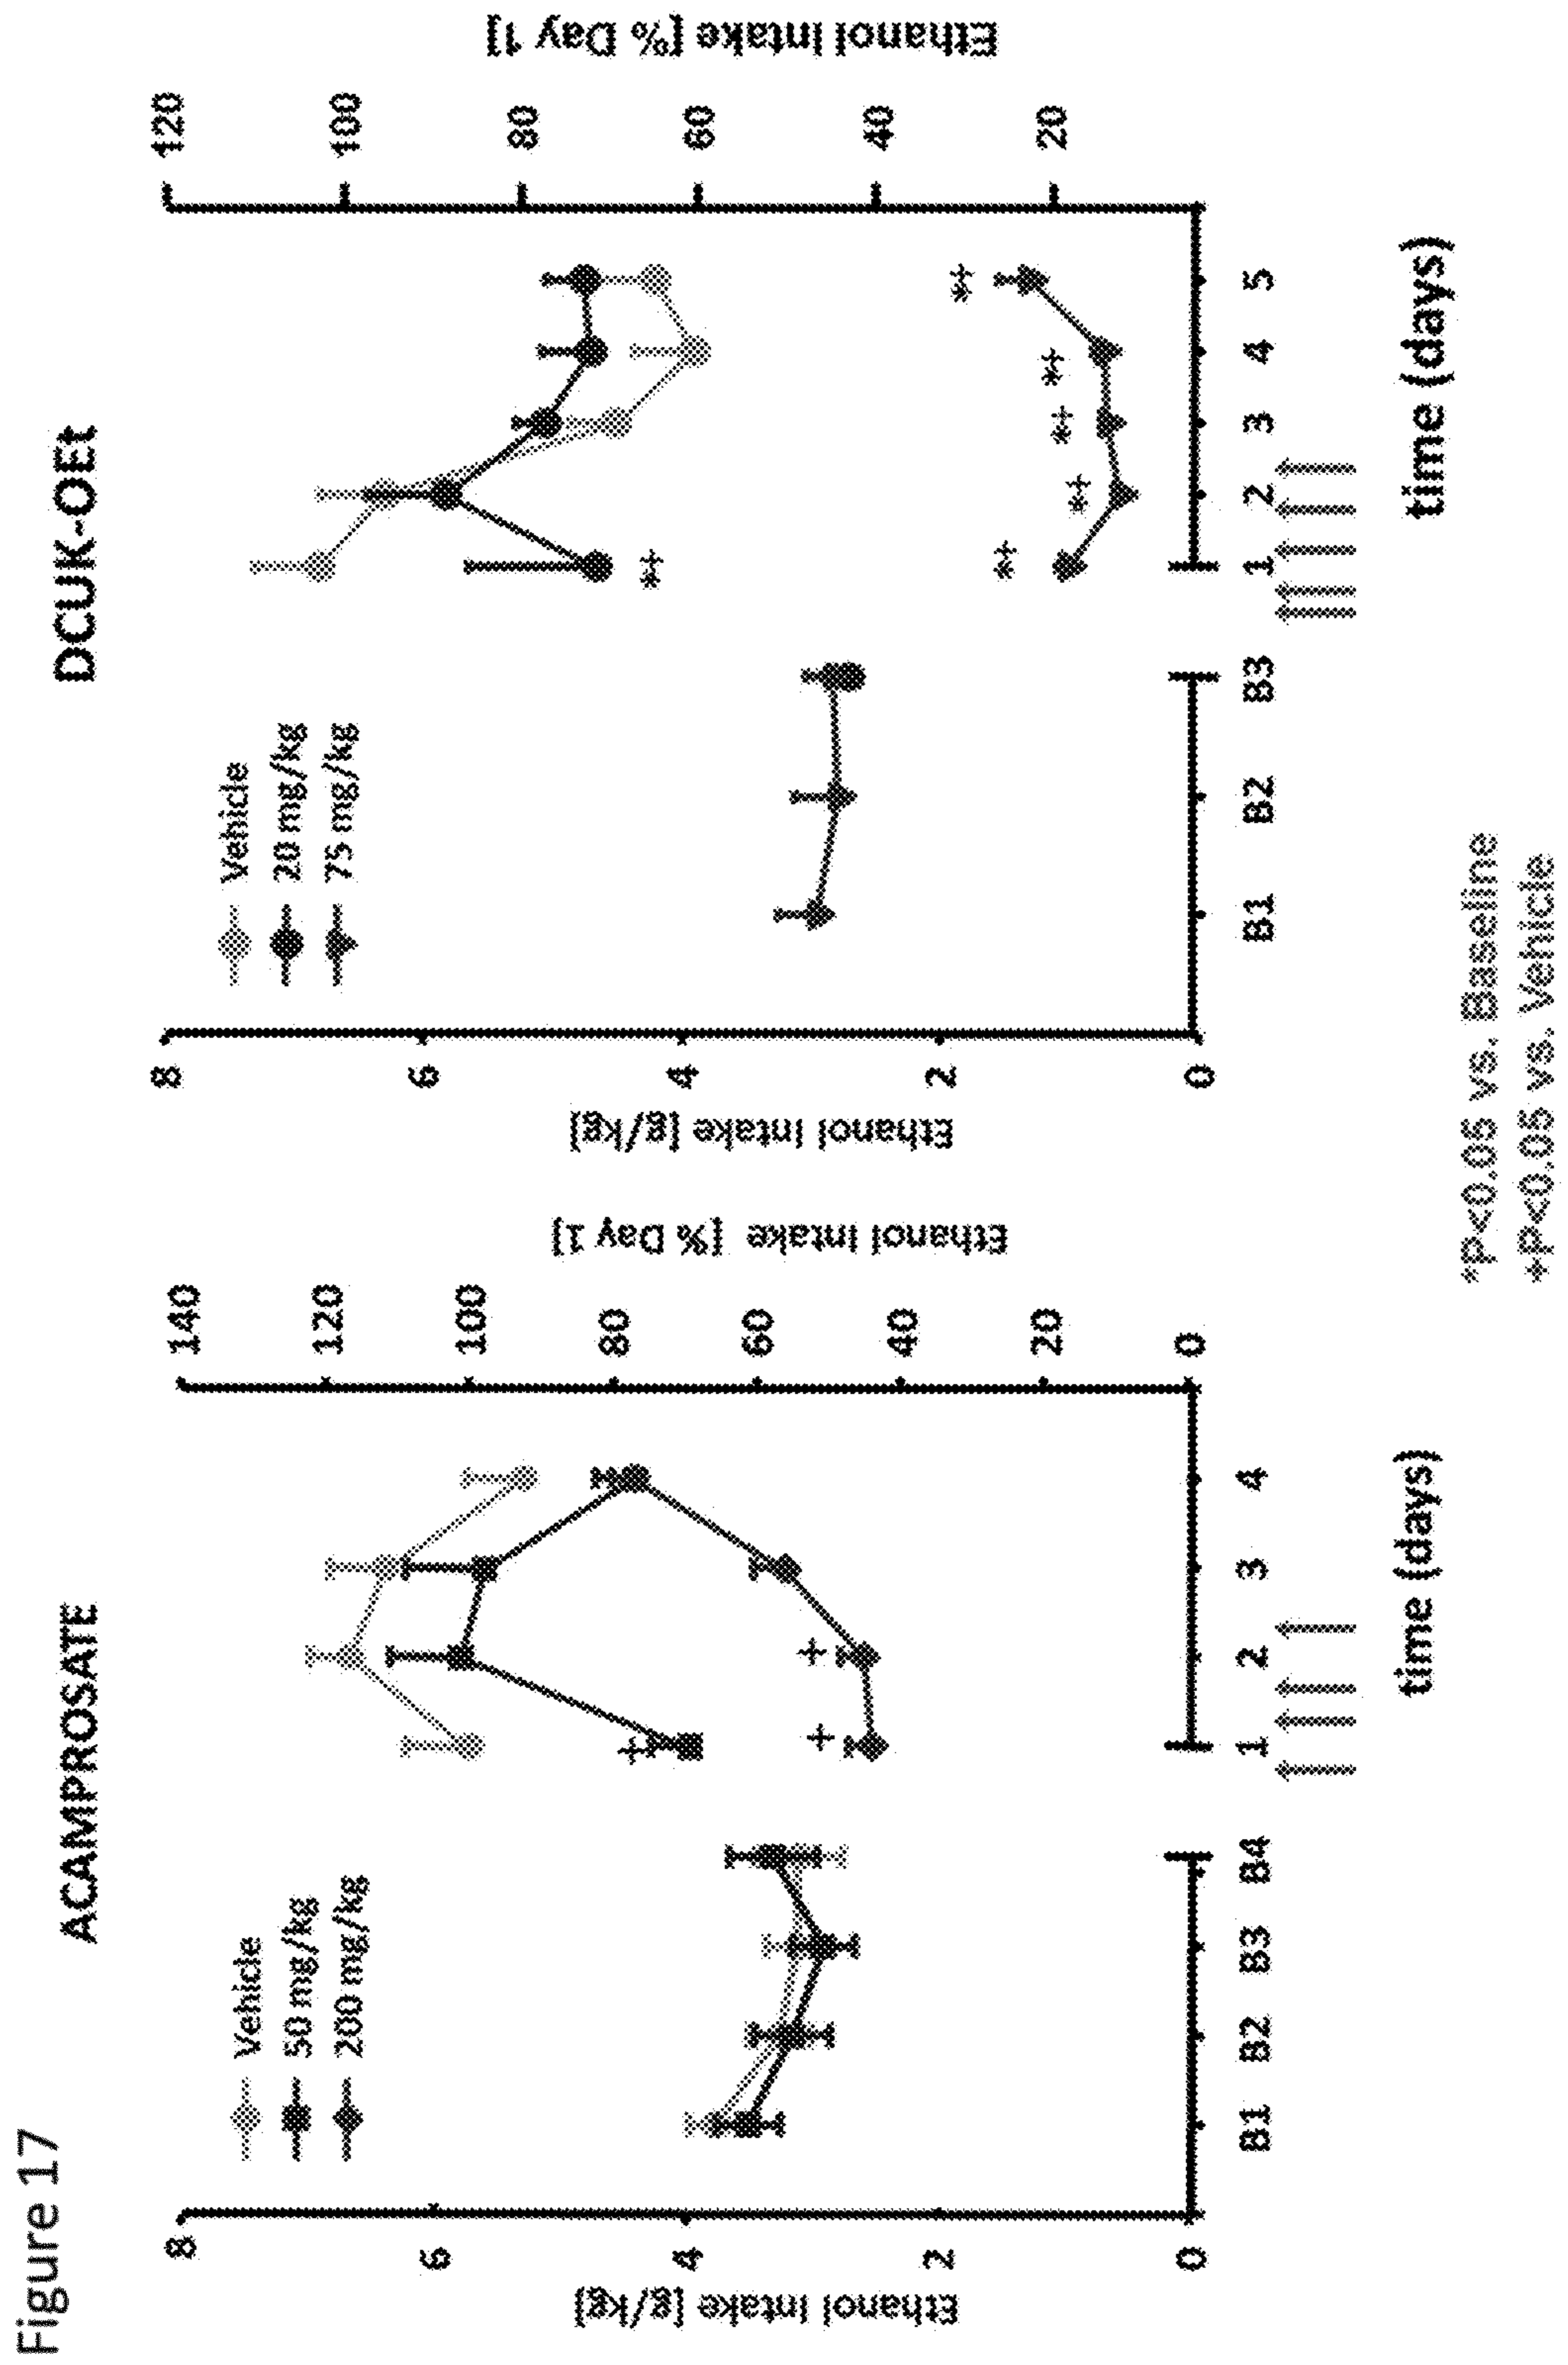 Figure 17
ACAMPROSATE
Vehicle
50 mg/kg
200 mg/kg
Ethanol intake [g/kg]
8
6
4
2
0
B1 B2 B3 B4 1 2 3 4
+
+
+
time (days)
140
120
100
80
60
40
20
0
Ethanol intake [% Day 1]
DCUK-OEt
Vehicle
20 mg/kg
75 mg/kg
Ethanol intake [g/kg]
8
6
4
2
0
B1 B2 B3 1 2 3 4 5
*+
*+
*+
*+
*+
*+
time (days)
120
100
80
60
40
20
Ethanol intake [% Day 1]
*P<0.05 vs. Baseline
+P<0.05 vs. Vehicle